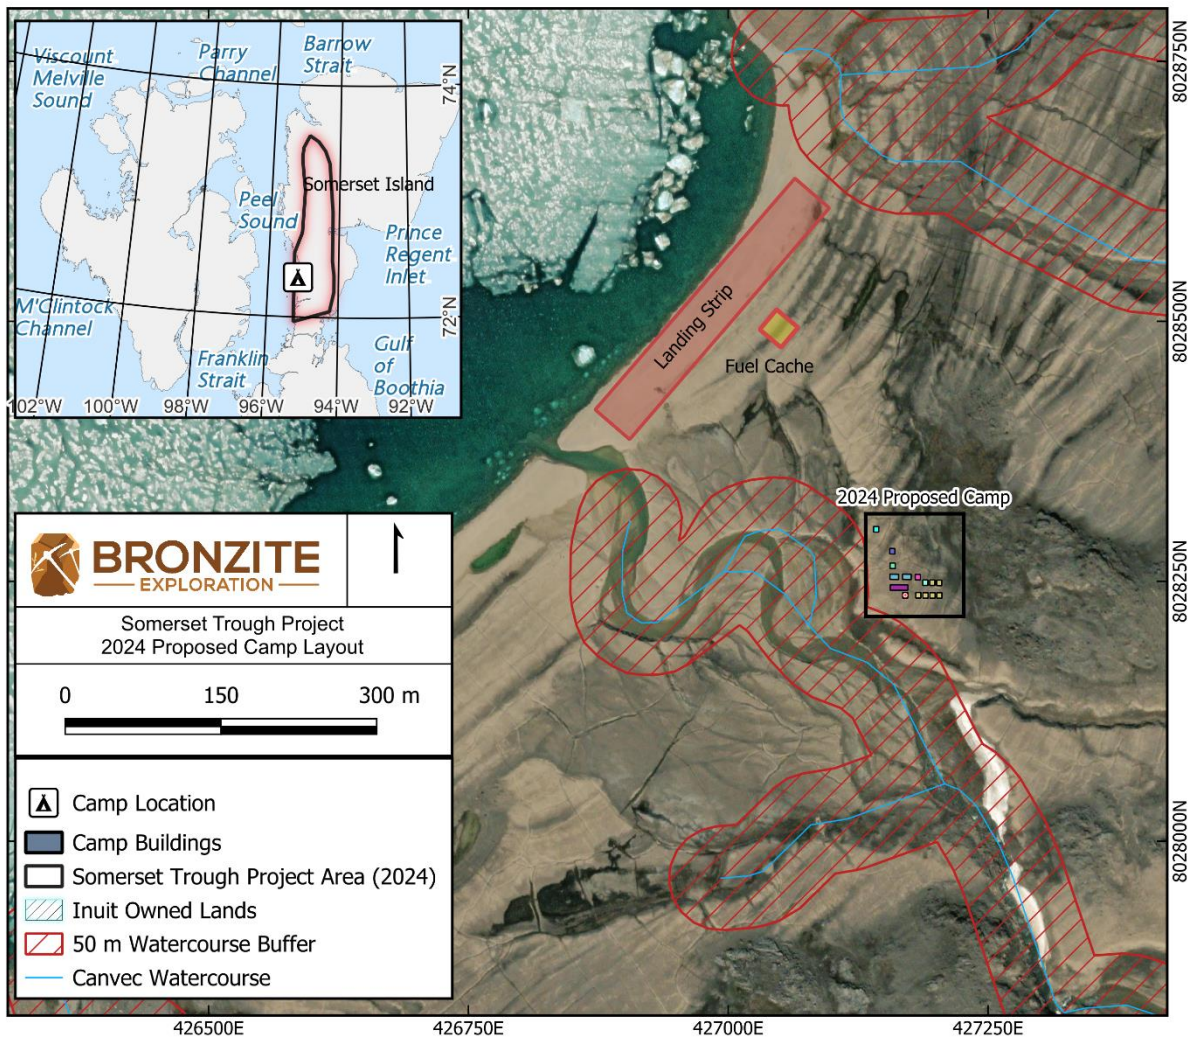 Viscount
Melville
Sound
Parry
Channel
Barrow
Strait
74°N
Somerset Island
Peel
Sound
Prince
Regent
Inlet
M'Clintock
Channel
72°N
Franklin
Strait
Gulf
of
Boothia
102°W
100°W
98°W
96°W
94°W
92°W
8028750N
8028500N
8028250N
8028000N
Landing Strip
Fuel Cache
2024 Proposed Camp
BRONZITE
EXPLORATION
Somerset Trough Project
2024 Proposed Camp Layout
0 150 300 m
Camp Location
Camp Buildings
Somerset Trough Project Area (2024)
Inuit Owned Lands
50 m Watercourse Buffer
Canvec Watercourse
426500E
426750E
427000E
427250E